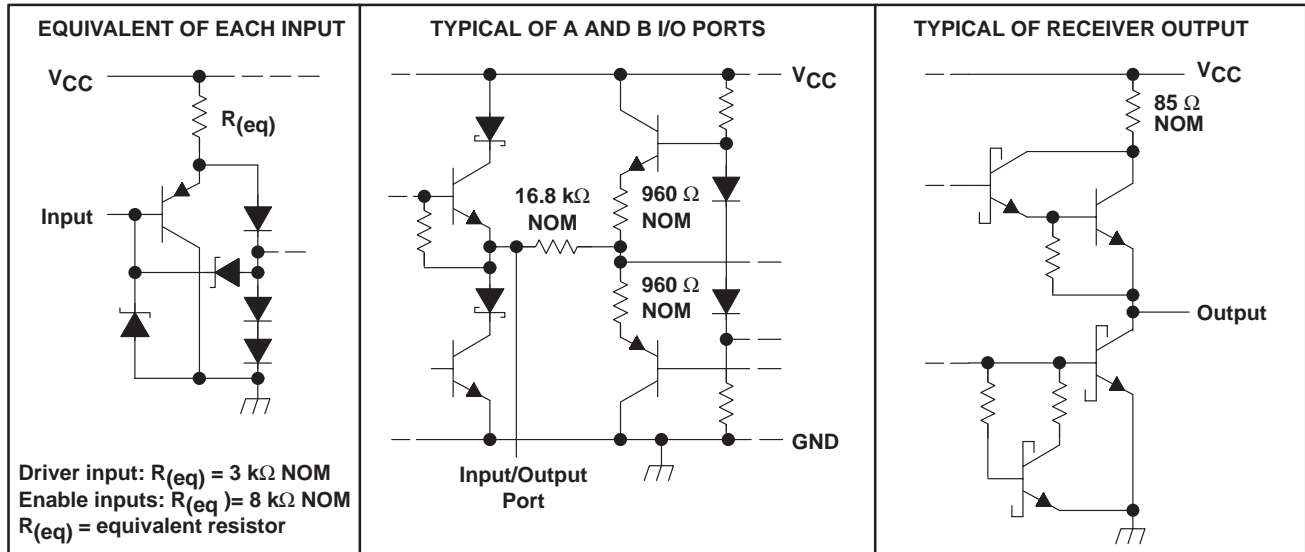 EQUIVALENT OF EACH INPUT
VCC
R(eq)
Input
Driver input: R(eq) = 3 kΩ NOM
Enable inputs: R(eq )= 8 kΩ NOM
R(eq) = equivalent resistor
TYPICAL OF A AND B I/O PORTS
VCC
16.8 kΩ
NOM
960 Ω
NOM
960 Ω
NOM
GND
Input/Output
Port
TYPICAL OF RECEIVER OUTPUT
VCC
85 Ω
NOM
Output